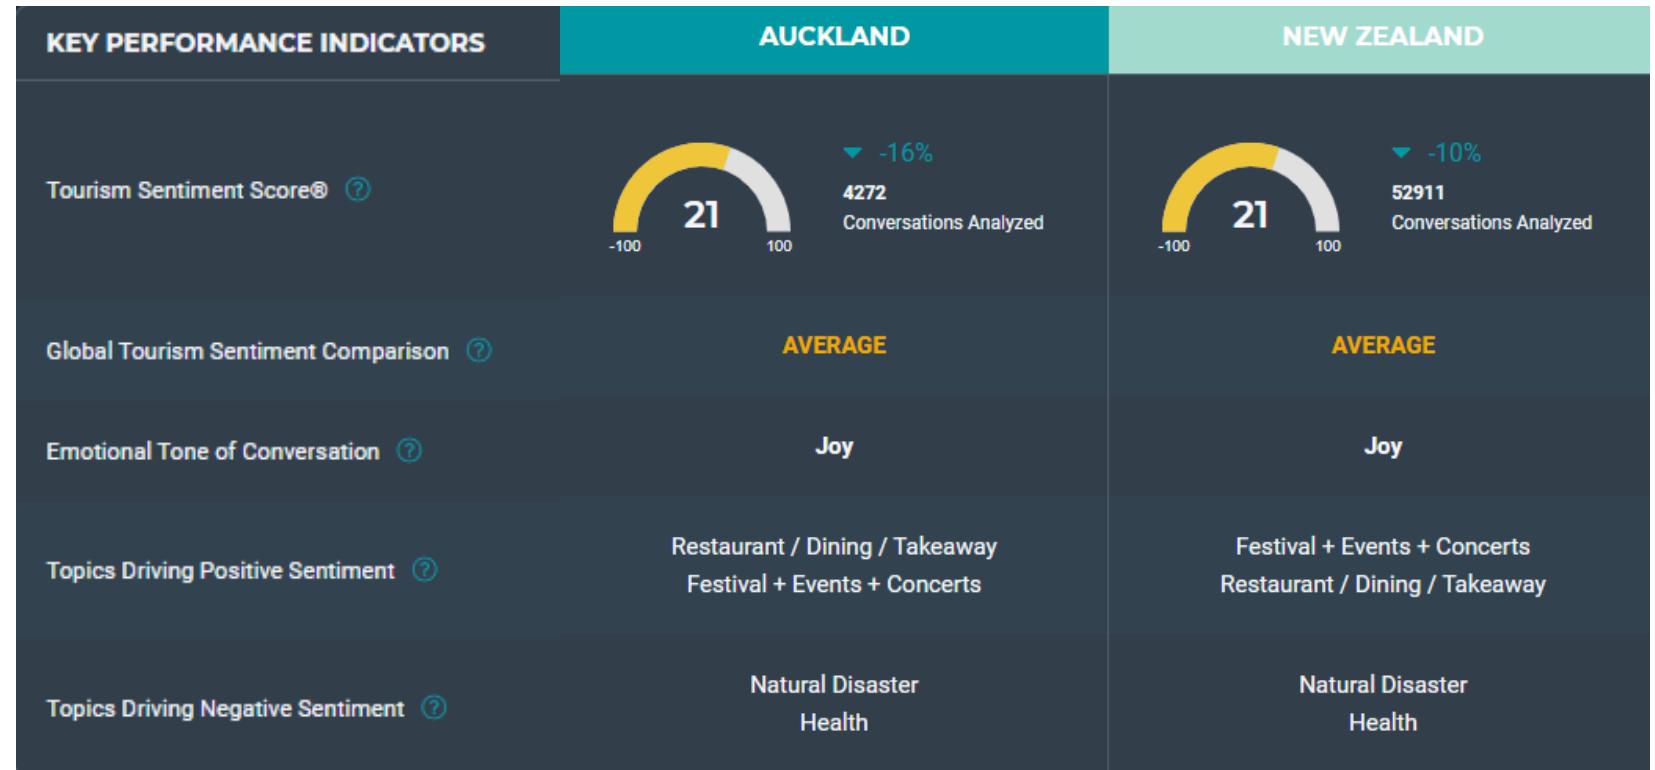 KEY PERFORMANCE INDICATORS
AUCKLAND
NEW ZEALAND
Tourism Sentiment Score® ?
21
-100
100
-16%
4272
Conversations Analyzed
21
-100
100
-10%
52911
Conversations Analyzed
Global Tourism Sentiment Comparison ?
AVERAGE
AVERAGE
Emotional Tone of Conversation ?
Joy
Joy
Topics Driving Positive Sentiment ?
Restaurant / Dining / Takeaway
Festival + Events + Concerts
Festival + Events + Concerts
Restaurant / Dining / Takeaway
Topics Driving Negative Sentiment ?
Natural Disaster
Health
Natural Disaster
Health